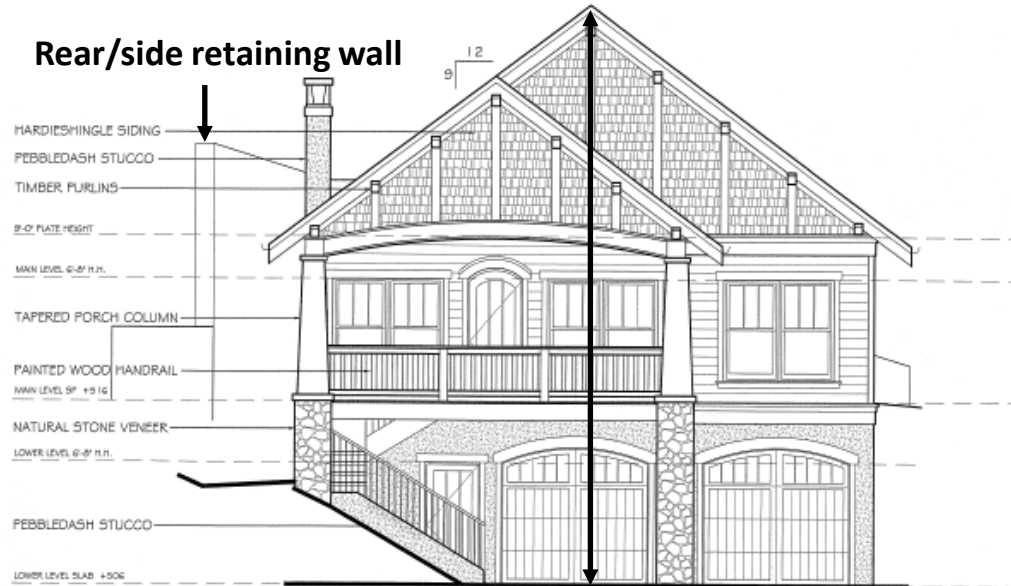 Rear/side retaining wall
12
9
HARDIESHINGLE SIDING
PEBBLEDASH STUCCO
TIMBER PURLINS
9'-0" PLATE HEIGHT
MAIN LEVEL 6'-8" H.H.
TAPERED PORCH COLUMN
PAINTED WOOD HANDRAIL
MAIN LEVEL SF +516
NATURAL STONE VENEER
LOWER LEVEL 6'-8" H.H.
PEBBLEDASH STUCCO
LOWER LEVEL SLAB +506